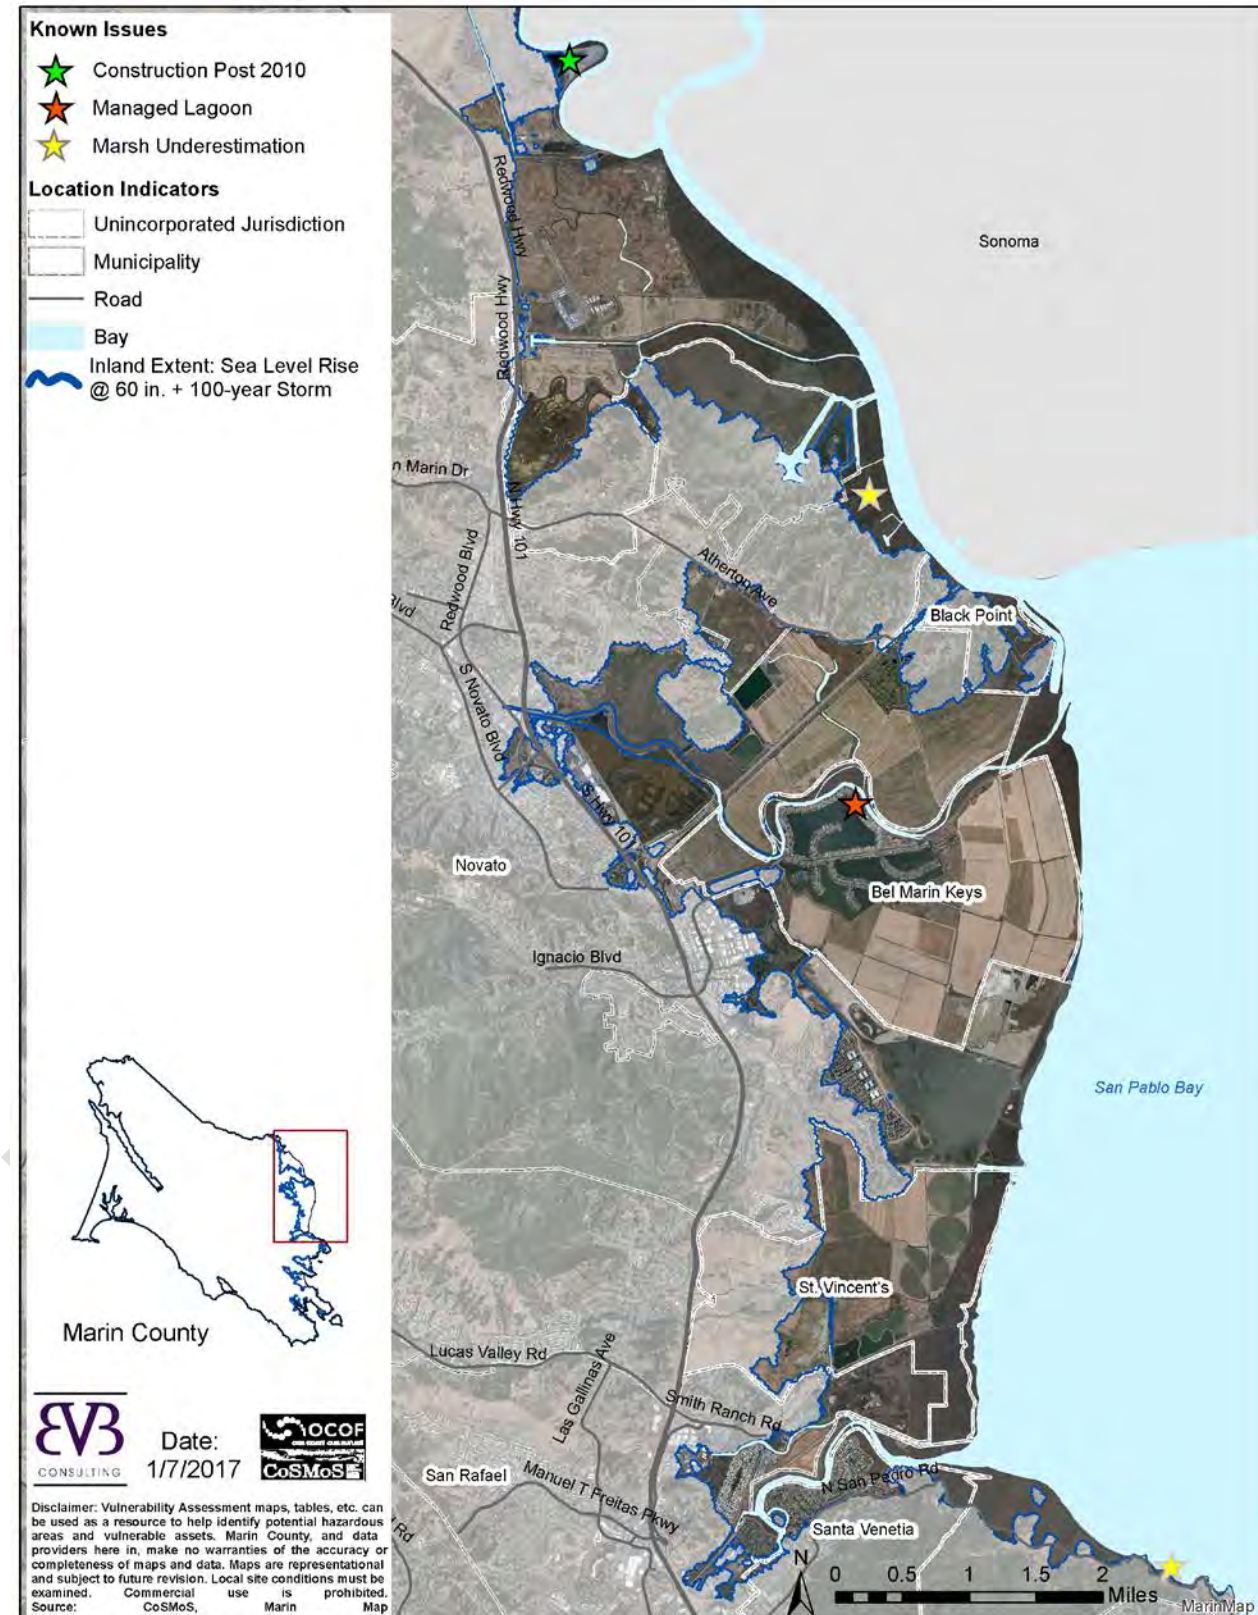 Known Issues
Construction Post 2010
Managed Lagoon
Marsh Underestimation
Location Indicators
Unincorporated Jurisdiction
Municipality
Road
Bay
Inland Extent: Sea Level Rise
@ 60 in. + 100-year Storm
Redwood Hwy
Sonoma
Redwood Hwy
n Marin Dr
N Hwy 101
Redwood Blvd
Atherton Ave
Blvd
Black Point
S Novato Blvd
S Hwy 101
Novato
Bel Marin Keys
Ignacio Blvd
San Pablo Bay
St. Vincent's
Marin County
Lucas Valley Rd
Las Gallinas Ave
Smith Ranch Rd
San Rafael
Manuel T Freitas Pkwy
N San Pedro Rd
Santa Venetia
Rd
EVB
CONSULTING
Date:
1/7/2017
OCOF
OUR COAST OUR FUTURE
CoSMoS
Disclaimer: Vulnerability Assessment maps, tables, etc. can
be used as a resource to help identify potential hazardous
areas and vulnerable assets. Marin County, and data
providers here in, make no warranties of the accuracy or
completeness of maps and data. Maps are representational
and subject to future revision. Local site conditions must be
examined. Commercial use is prohibited.
Source: CoSMoS, Marin Map
N
0 0.5 1 1.5 2
Miles
MarinMap